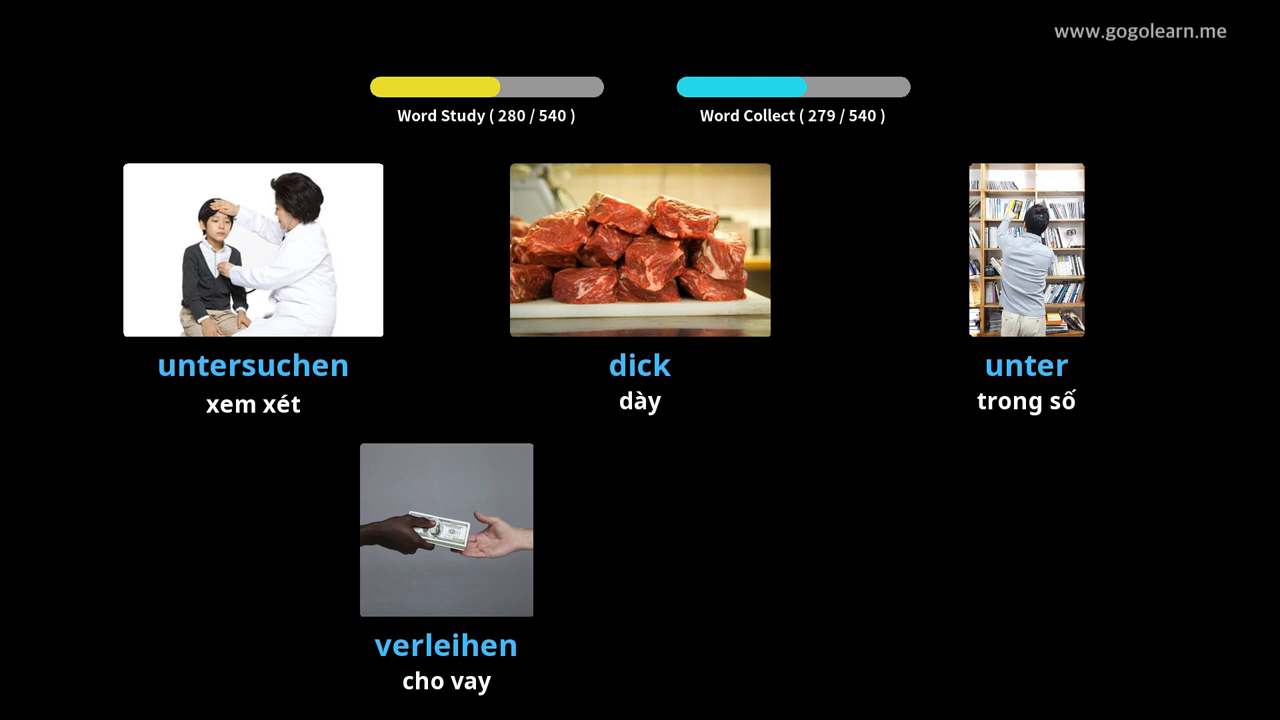 www.gogolearn.me
Word Study ( 280 / 540 )
Word Collect ( 279 / 540 )
untersuchen
xem xét
dick
dày
unter
trong số
verleihen
cho vay